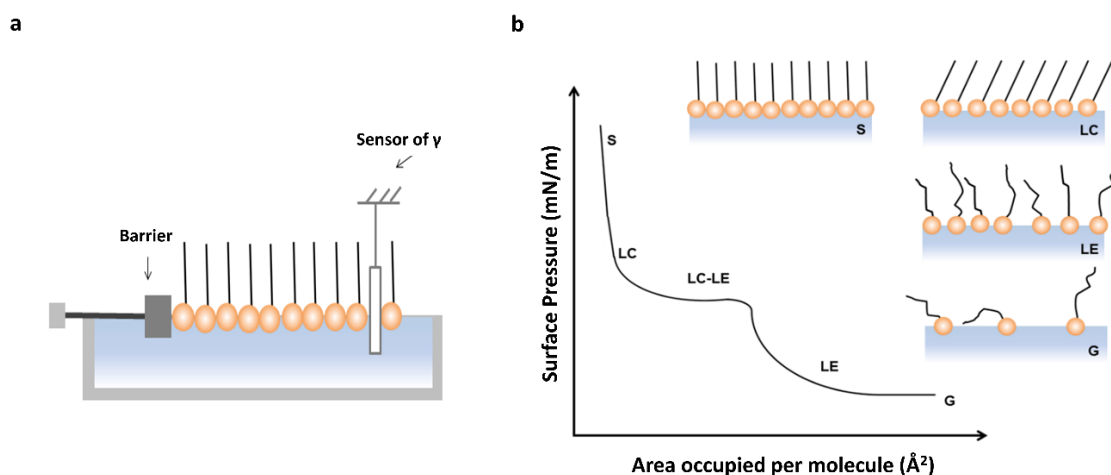 a
Sensor of γ
Barrier
b
Surface Pressure (mN/m)
Area occupied per molecule (Å²)
S
LC
LC-LE
LE
G
S
LC
LE
G